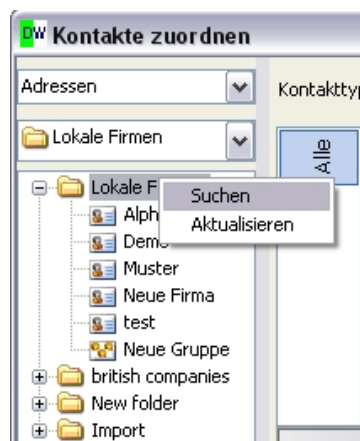 DW Kontakte zuordnen
Adressen
Kontakttyp
Lokale Firmen
Alle
Lokale F
Suchen
Alph
Aktualisieren
Demo
Muster
Neue Firma
test
Neue Gruppe
british companies
New folder
Import